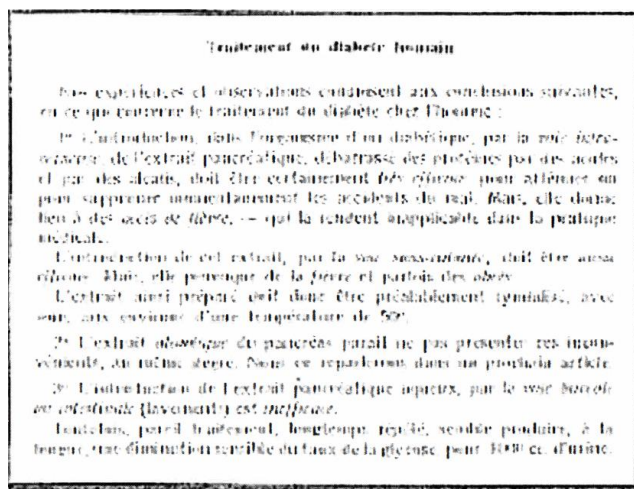 Traitement du diabète humain
Nos expériences et observations conduisent aux conclusions suivantes,
en ce qui concerne le traitement du diabète chez l'homme :
1° L'introduction, dans l'organisme d'un diabétique, par la voie intra-
veineuse, de l'extrait pancréatique, débarrassé des protéines par des acides
et par des alcalis, doit être certainement très efficace pour atténuer ou
pour supprimer momentanément les accidents du mal. Mais, elle donne
lieu à des accès de fièvre, — qui la rendent inapplicable dans la pratique
médicale.
L'introduction de cet extrait, par la voie sous-cutanée, doit être aussi
efficace. Mais, elle provoque de la fièvre et parfois des abcès.
L'extrait ainsi préparé doit donc être préalablement tyndalisé, avec
soin, aux environs d'une température de 50°.
2° L'extrait du pancréas paraît ne pas présenter ces incon-
vénients, au même degré. Nous en reparlerons dans un prochain article.
3° L'introduction de l'extrait pancréatique aqueux, par la voie buccale
ou intestinale (lavements) est inefficace.
Toutefois, pareil traitement, longtemps répété, semble produire, à la
longue, une diminution sensible du taux de la glycose pour 1000 cc. d'urine.